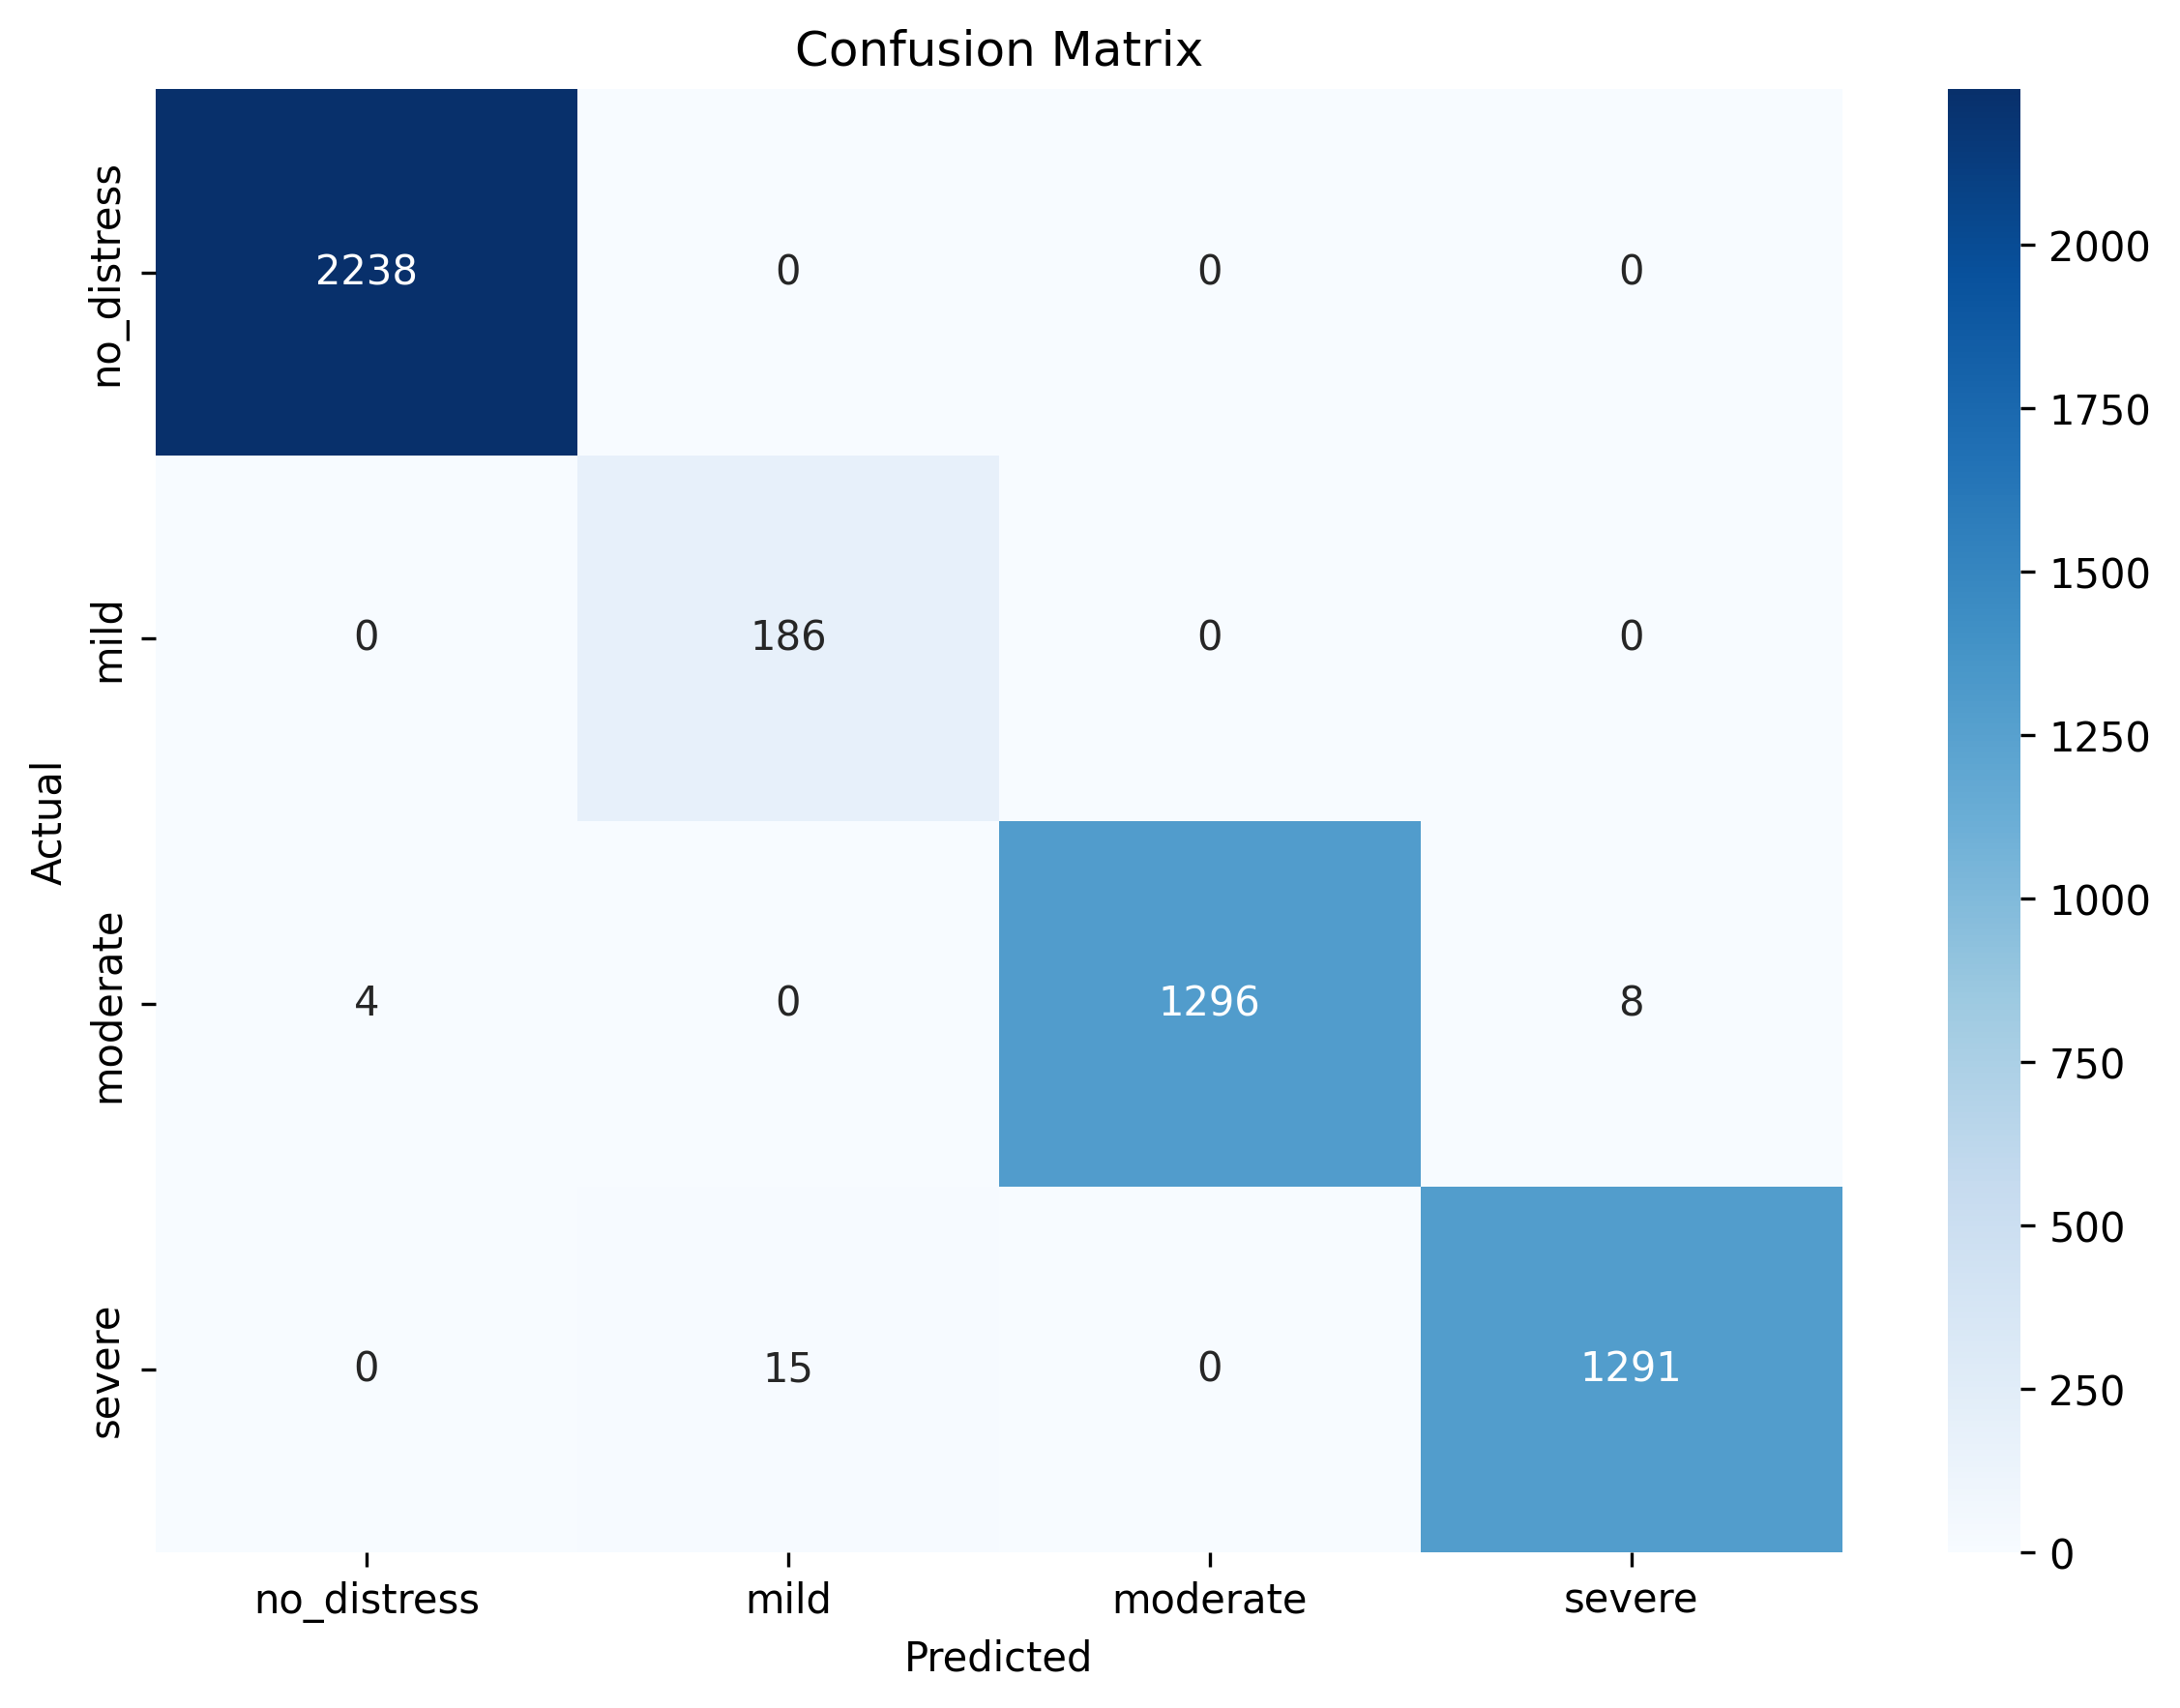 Confusion Matrix
Actual
no_distress
2238 0 0 0
mild
0 186 0 0
moderate
4 0 1296 8
severe
0 15 0 1291
no_distress mild moderate severe
Predicted
2000
1750
1500
1250
1000
750
500
250
0